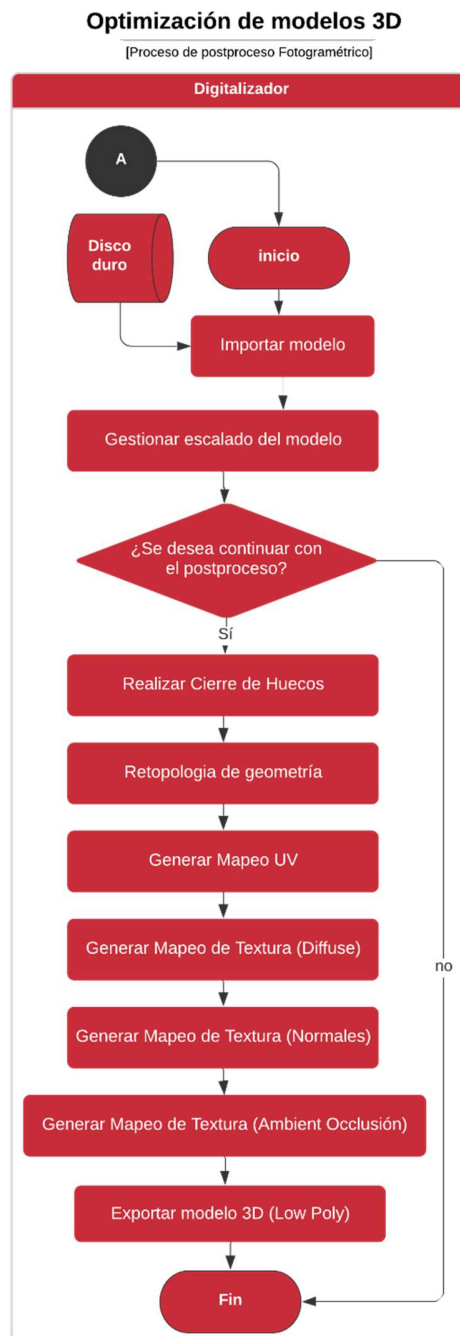 Optimización de modelos 3D
[Proceso de postproceso Fotogramétrico]
Digitalizador
A
Disco
duro
inicio
Importar modelo
Gestionar escalado del modelo
¿Se desea continuar con
el postproceso?
Sí
Realizar Cierre de Huecos
Retopologia de geometría
Generar Mapeo UV
Generar Mapeo de Textura (Diffuse)
no
Generar Mapeo de Textura (Normales)
Generar Mapeo de Textura (Ambient Occlusión)
Exportar modelo 3D (Low Poly)
Fin